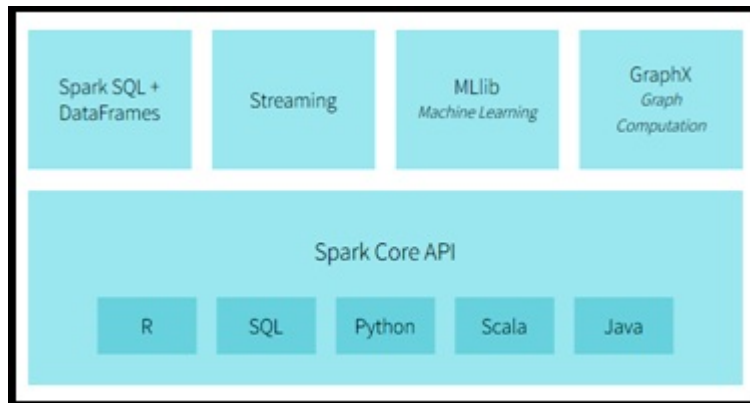 Spark SQL +
DataFrames
Streaming
MLlib
Machine Learning
GraphX
Graph
Computation
Spark Core API
R
SQL
Python
Scala
Java